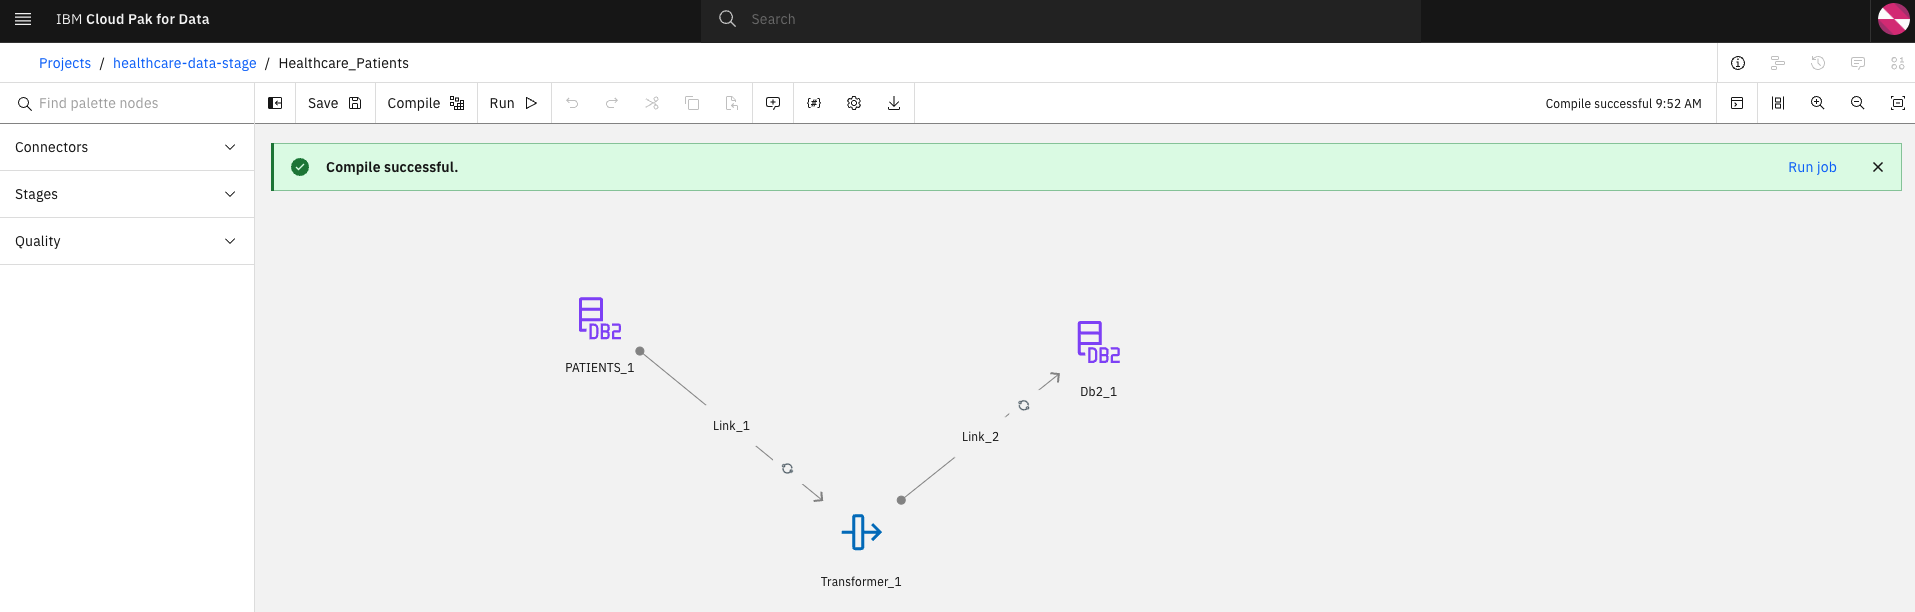 IBM Cloud Pak for Data
Search
Projects / healthcare-data-stage / Healthcare_Patients
Find palette nodes
Save
Compile
Run
{#}
Compile successful 9:52 AM
Connectors
Stages
Quality
Compile successful.
Run job
DB2
PATIENTS_1
DB2
Db2_1
Link_1
Link_2
Transformer_1